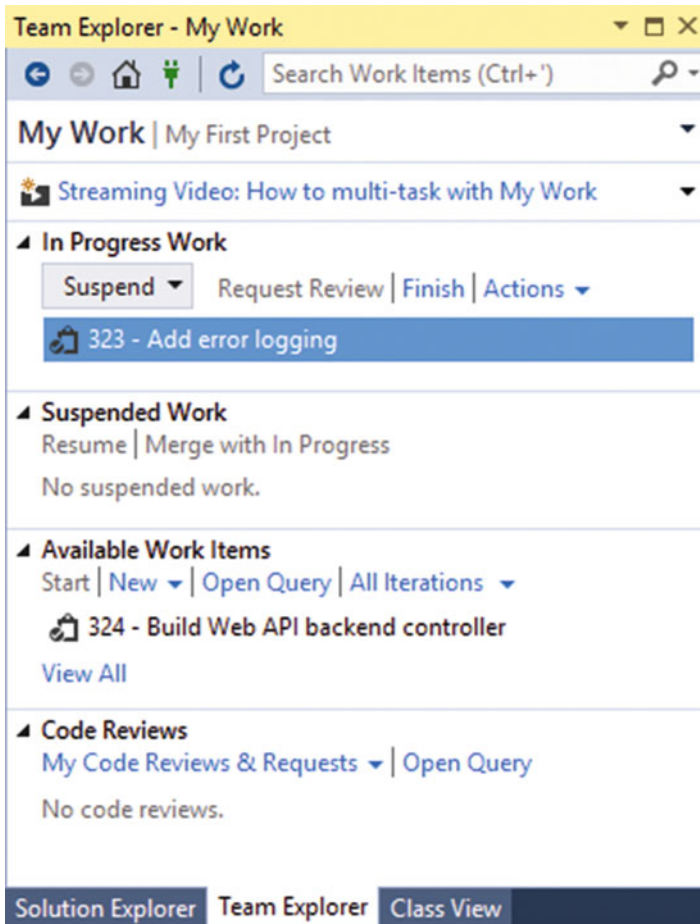 Team Explorer - My Work
Search Work Items (Ctrl+')
My Work | My First Project
Streaming Video: How to multi-task with My Work
In Progress Work
Suspend Request Review | Finish | Actions
323 - Add error logging
Suspended Work
Resume | Merge with In Progress
No suspended work.
Available Work Items
Start | New | Open Query | All Iterations
324 - Build Web API backend controller
View All
Code Reviews
My Code Reviews & Requests | Open Query
No code reviews.
Solution Explorer Team Explorer Class View